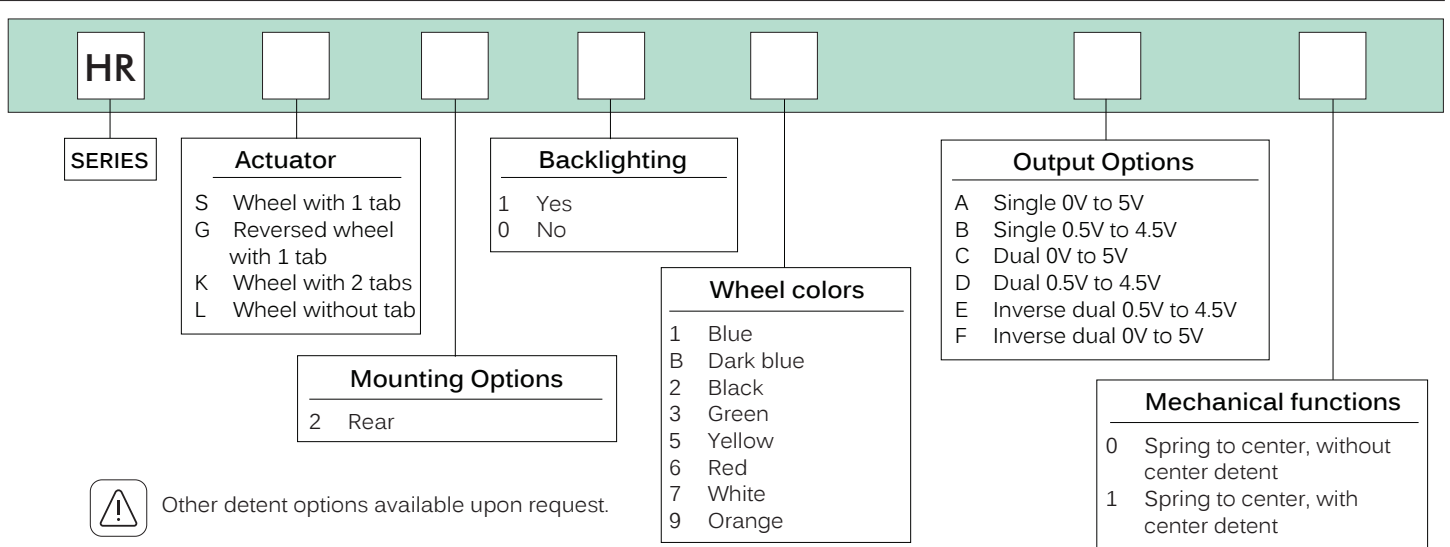 HR
SERIES
Actuator
S Wheel with 1 tab
G Reversed wheel
with 1 tab
K Wheel with 2 tabs
L Wheel without tab
Mounting Options
2 Rear
Backlighting
1 Yes
0 No
Wheel colors
1 Blue
B Dark blue
2 Black
3 Green
5 Yellow
6 Red
7 White
9 Orange
Output Options
A Single 0V to 5V
B Single 0.5V to 4.5V
C Dual 0V to 5V
D Dual 0.5V to 4.5V
E Inverse dual 0.5V to 4.5V
F Inverse dual 0V to 5V
Mechanical functions
0 Spring to center, without
center detent
1 Spring to center, with
center detent
Other detent options available upon request.